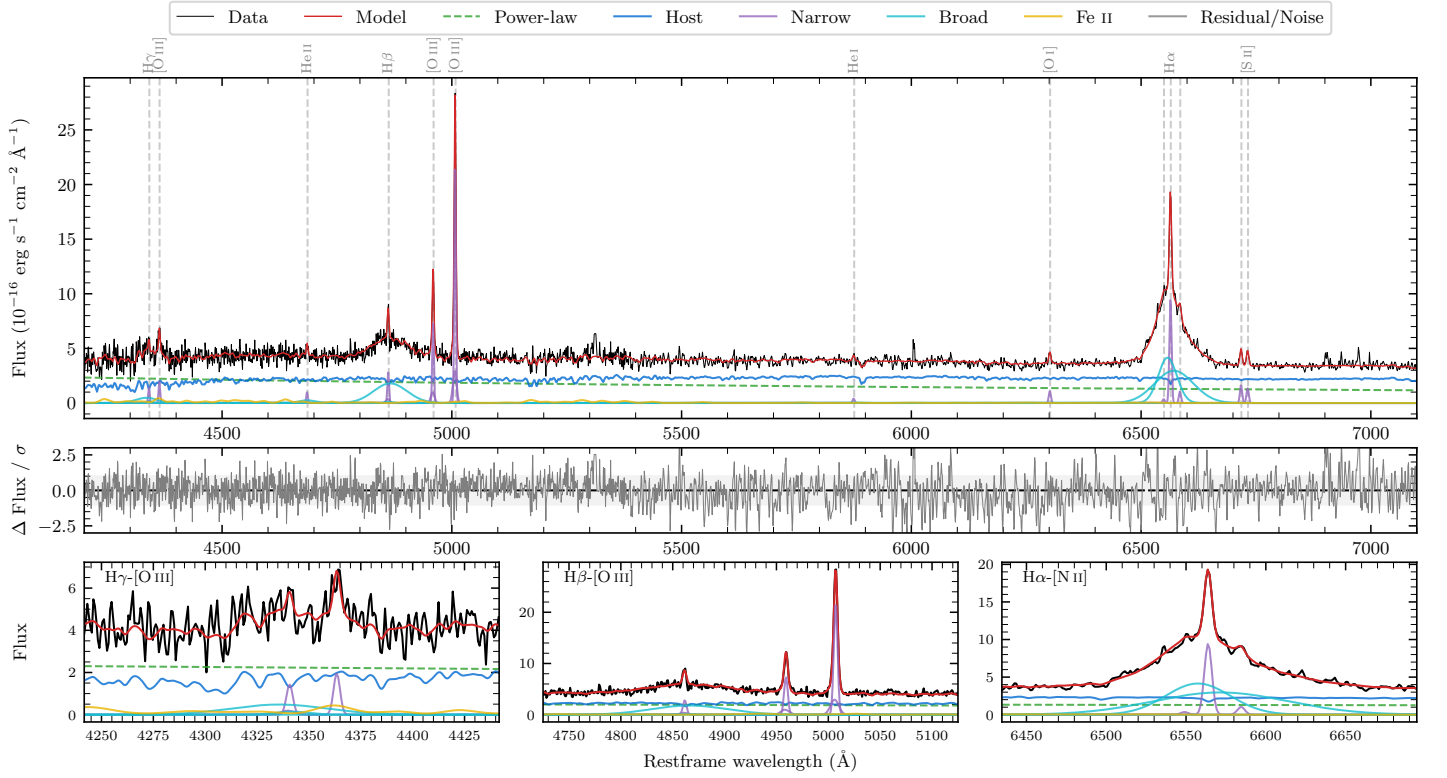 Data Model Power-law Host Narrow Broad Fe II Residual/Noise
Hγ [O III] He II Hβ [O III] [O III] He I [O I] Hα [S II]
Flux (10−16 erg s−1 cm−2 Å−1)
25
20
15
10
5
0
4500 5000 5500 6000 6500 7000
Δ Flux / σ
2.5
0.0
−2.5
4500 5000 5500 6000 6500 7000
Flux
Hγ-[O III]
6
4
2
0
4250 4275 4300 4325 4350 4375 4400 4425
Hβ-[O III]
20
10
0
4750 4800 4850 4900 4950 5000 5050 5100
Hα-[N II]
20
15
10
5
0
6450 6500 6550 6600 6650
Restframe wavelength (Å)